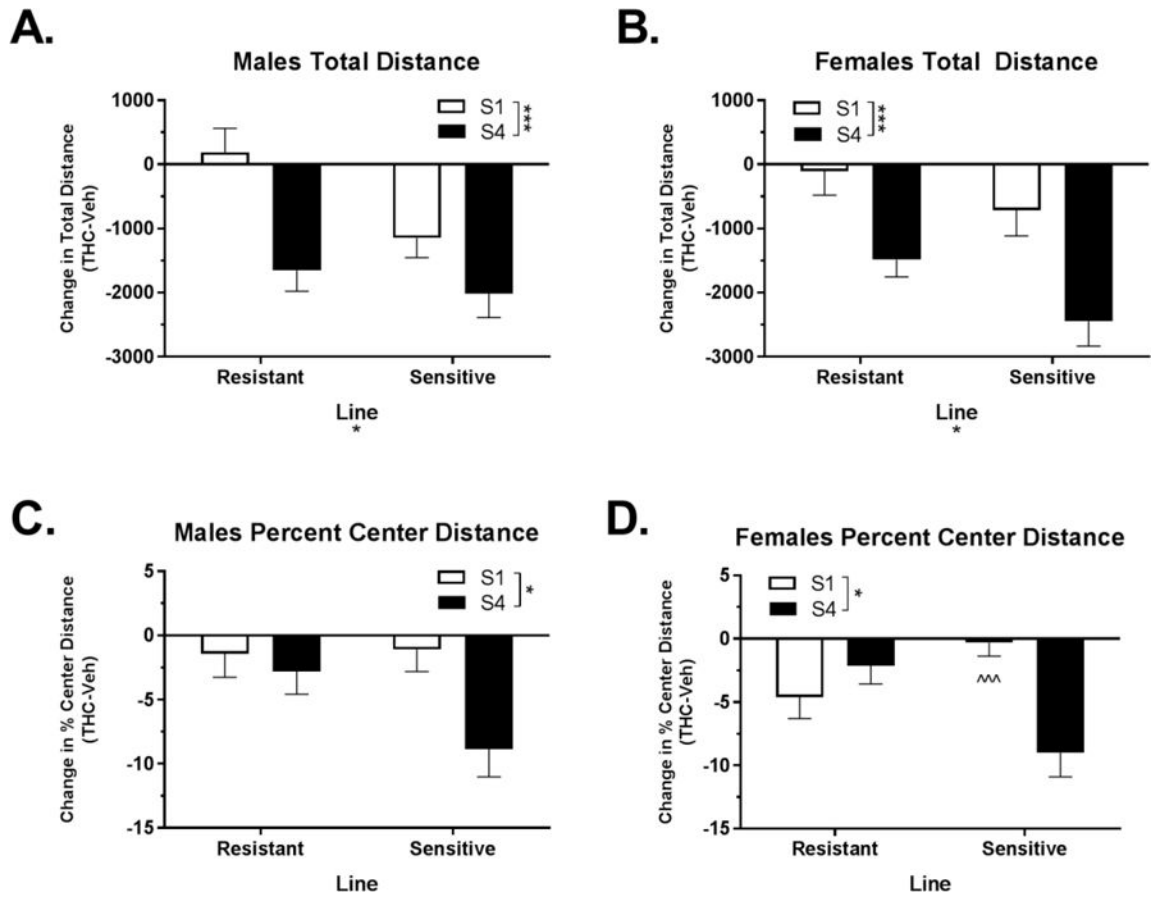 A.
Males Total Distance
Change in Total Distance
(THC-Veh)
1000
0
-1000
-2000
-3000
S1
S4
***
Resistant
Sensitive
Line
*
B.
Females Total Distance
Change in Total Distance
(THC-Veh)
1000
0
-1000
-2000
-3000
S1
S4
***
Resistant
Sensitive
Line
*
C.
Males Percent Center Distance
Change in % Center Distance
(THC-Veh)
5
0
-5
-10
-15
S1
S4
*
Resistant
Sensitive
Line
D.
Females Percent Center Distance
Change in % Center Distance
(THC-Veh)
5
0
-5
-10
-15
S1
S4
*
^^^
Resistant
Sensitive
Line